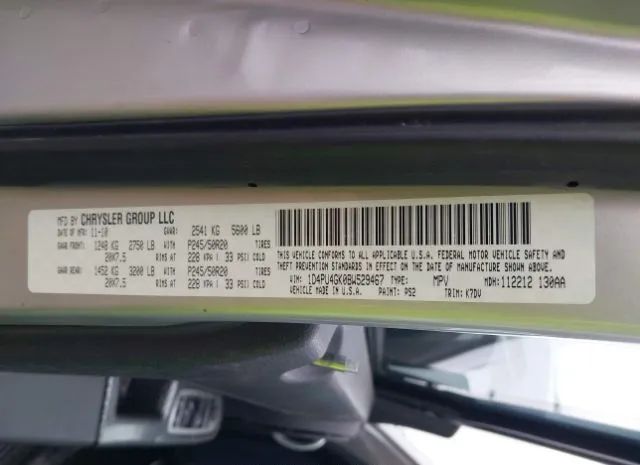 MFD BY CHRYSLER GROUP LLC
DATE OF MFR: 11-10 GVWR: 2541 KG 5600 LB
GAWR FRONT: 1248 KG 2750 LB WITH P245/50R20 TIRES
20X7.5 RIMS AT 228 KPA ( 33 PSI) COLD
GAWR REAR: 1452 KG 3200 LB WITH P245/50R20 TIRES
20X7.5 RIMS AT 228 KPA ( 33 PSI) COLD
THIS VEHICLE CONFORMS TO ALL APPLICABLE U.S.A. FEDERAL MOTOR VEHICLE SAFETY AND
THEFT PREVENTION STANDARDS IN EFFECT ON THE DATE OF MANUFACTURE SHOWN ABOVE.
VIN: 1D4PU4GK0BW529467 TYPE: MPV MDH: 112212 130AA
VEHICLE MADE IN U.S.A. PAINT: PS2 TRIM: K7DV